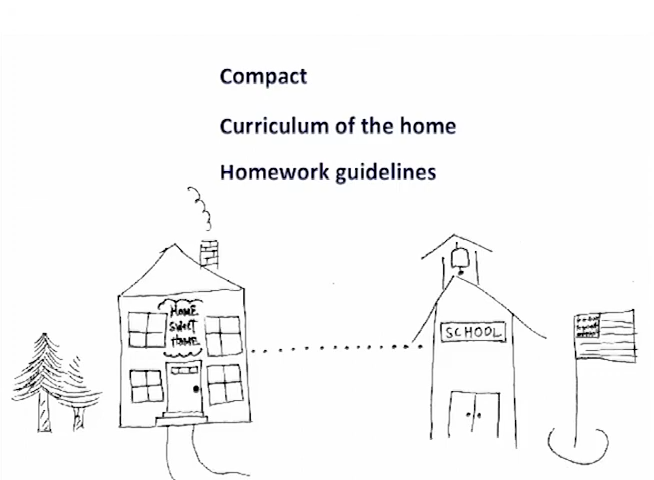 Compact
Curriculum of the home
Homework guidelines
HOME
SWEET
HOME
SCHOOL